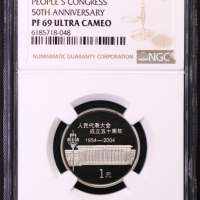 PEOPLE'S CONGRESS
50TH ANNIVERSARY
PF 69 ULTRA CAMEO
6185718-048
NGC
NUMISMATIC GUARANTY CORPORATION
人民代表大会
成立五十周年
1954—2004
1元